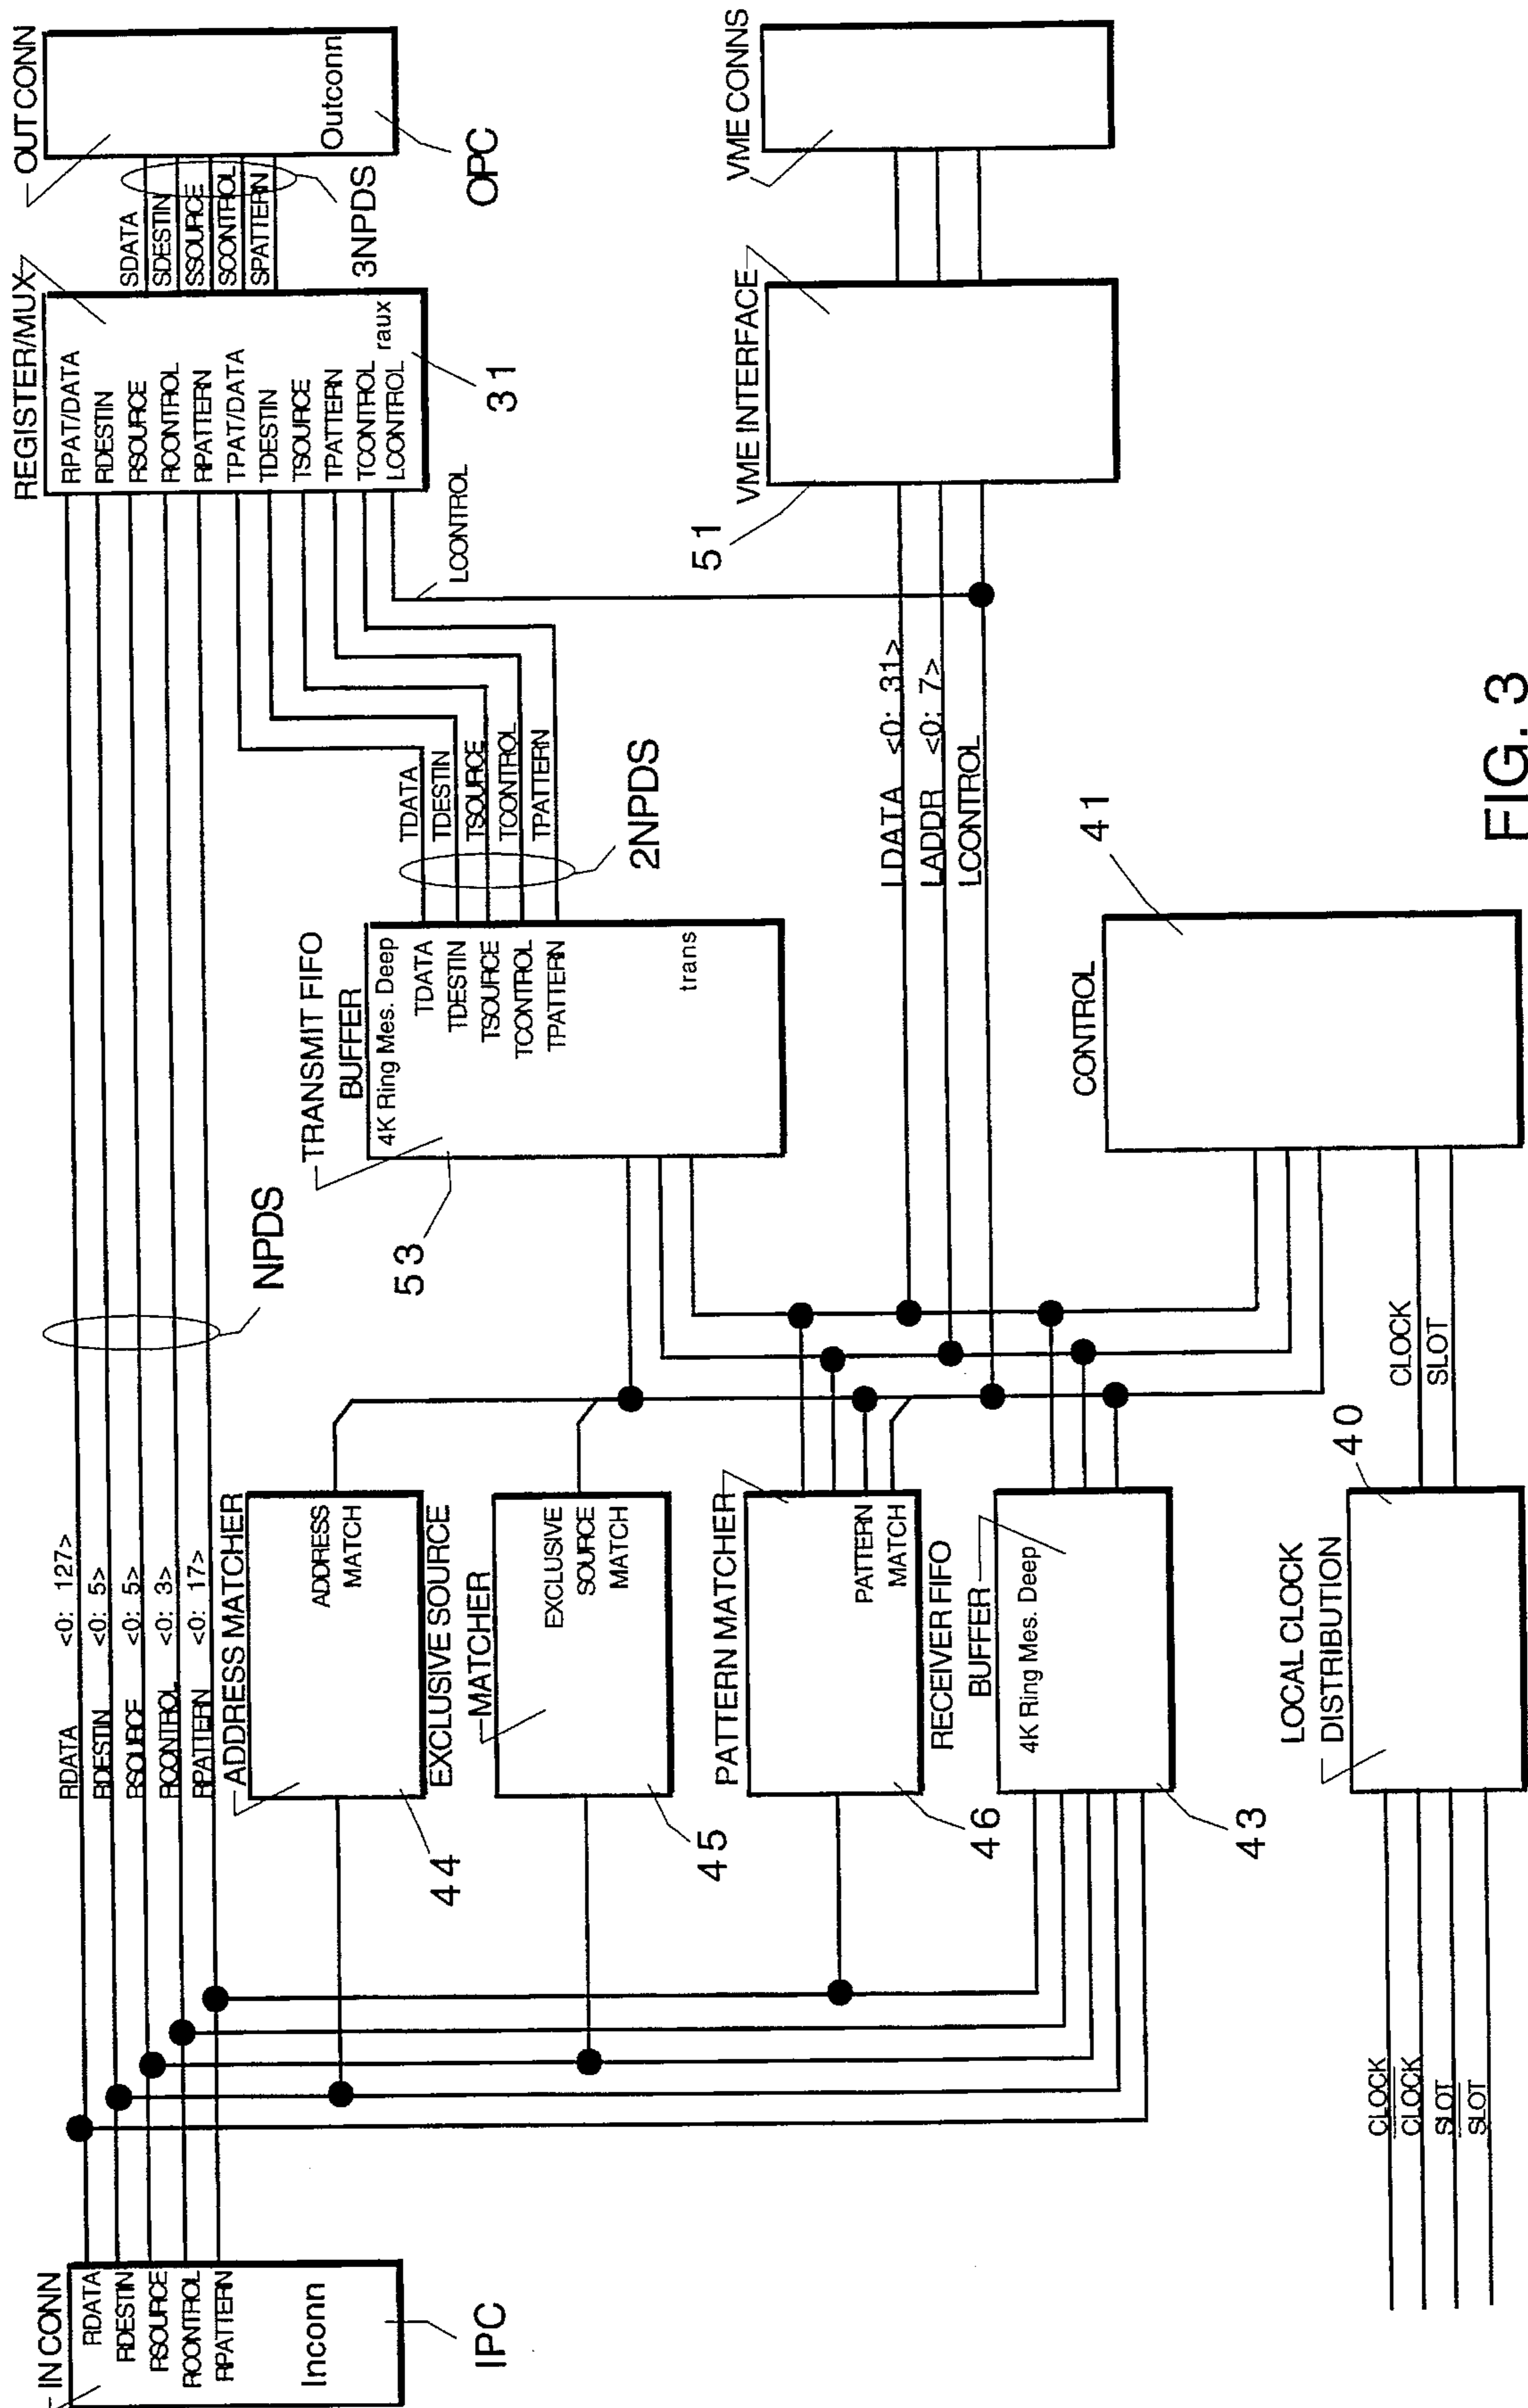 IN CONN
RDATA
RDESTIN
RSOURCE
RCONTROL
RPATTERN
Inconn
IPC
RDATA <0: 127>
RDESTIN <0: 5>
RSOURCE <0: 5>
RCONTROL <0: 3>
RPATTERN <0: 17>
NPDS
REGISTER/MUX
RPAT/DATA
RDESTIN
RSOURCE
RCONTROL
RPATTERN
TPAT/DATA
TDESTIN
TSOURCE
TPATTERN
TCONTROL
LCONTROL
raux
31
LCONTROL
SDATA
SDESTIN
SSOURCE
SCONTROL
SPATTERN
3NPDS
OUT CONN
Outconn
OPC
ADDRESS MATCHER
ADDRESS
MATCH
44
EXCLUSIVE SOURCE
MATCHER
EXCLUSIVE
SOURCE
MATCH
45
PATTERN MATCHER
PATTERN
MATCH
46
RECEIVER FIFO
BUFFER
4K Ring Mes. Deep
43
TRANSMIT FIFO
BUFFER
4K Ring Mes. Deep
TDATA
TDESTIN
TSOURCE
TCONTROL
TPATTERN
trans
53
TDATA
TDESTIN
TSOURCE
TCONTROL
TPATTERN
2NPDS
LDATA <0: 31>
LADDR <0: 7>
LCONTROL
VME INTERFACE
51
VME CONNS
CONTROL
41
LOCAL CLOCK
DISTRIBUTION
40
CLOCK
SLOT
CLOCK
CLOCK
SLOT
SLOT
FIG. 3